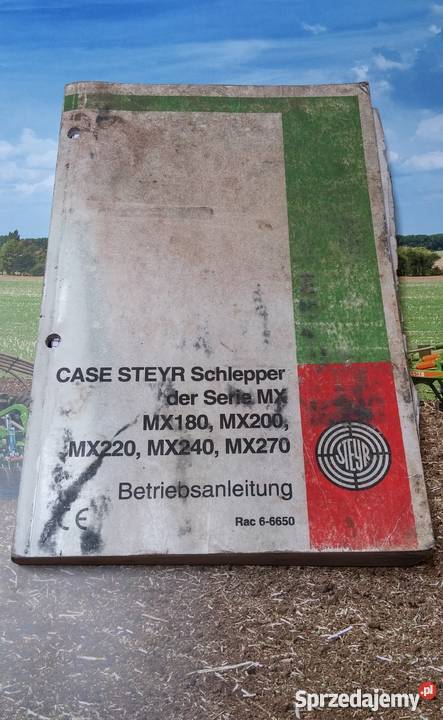 CASE STEYR Schlepper
der Serie MX
MX180, MX200,
MX220, MX240, MX270
Betriebsanleitung
CE
Rac 6-6650
STEYR
Sprzedajemy.pl